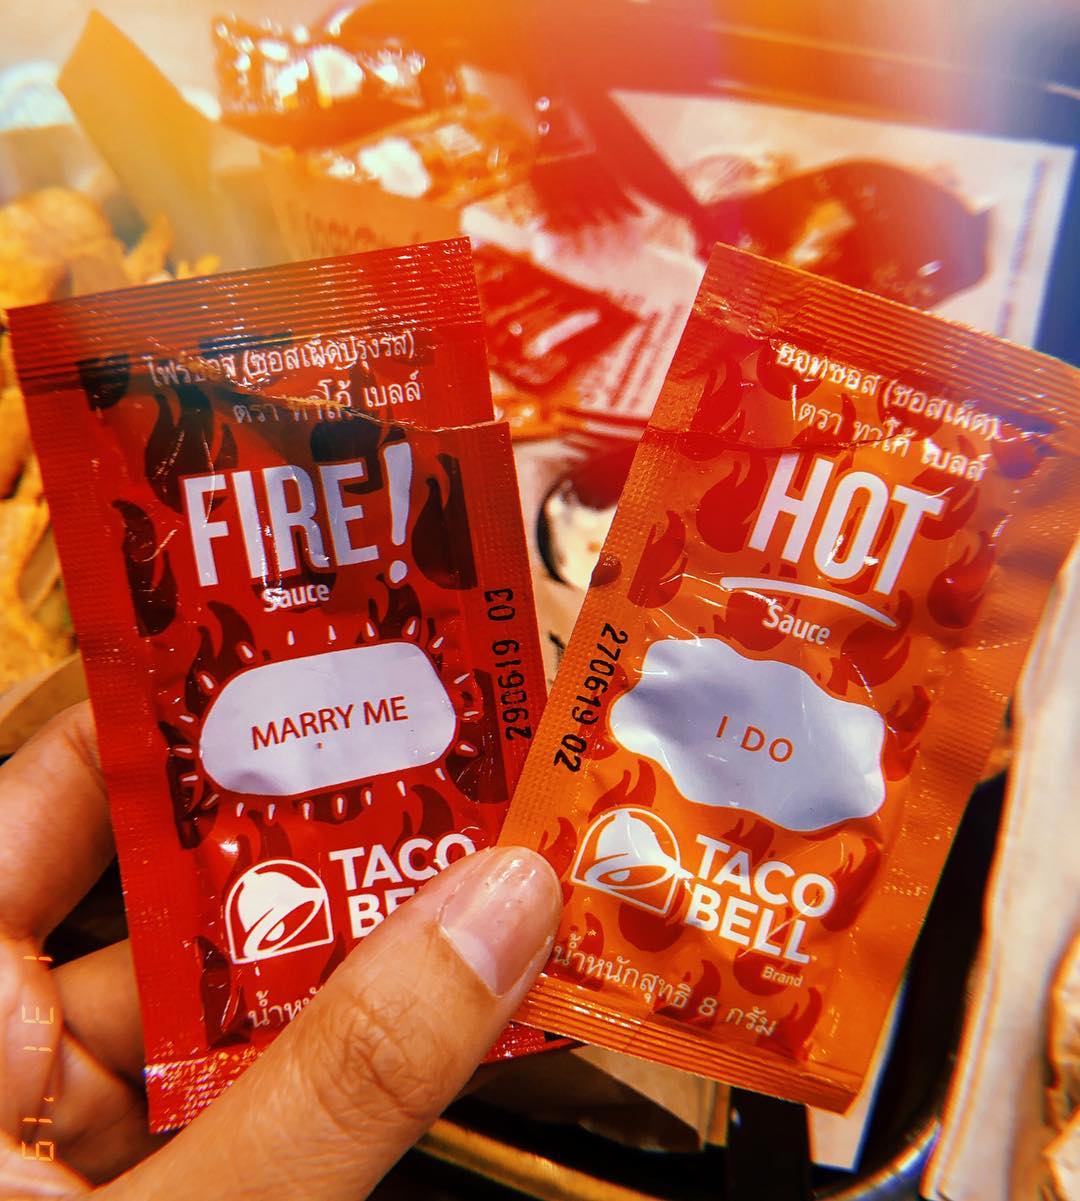 ไฟร์ซอส (ซอสเผ็ดปรุงรส)
ตรา ทาโก้ เบลล์
FIRE!
Sauce
MARRY ME
290619 03
TACO
ฮอทซอส (ซอสเผ็ด)
ตรา ทาโก้ เบลล์
HOT
Sauce
I DO
270619 02
TACO
BELL
Brand
น้ำหนักสุทธิ 8 กรัม